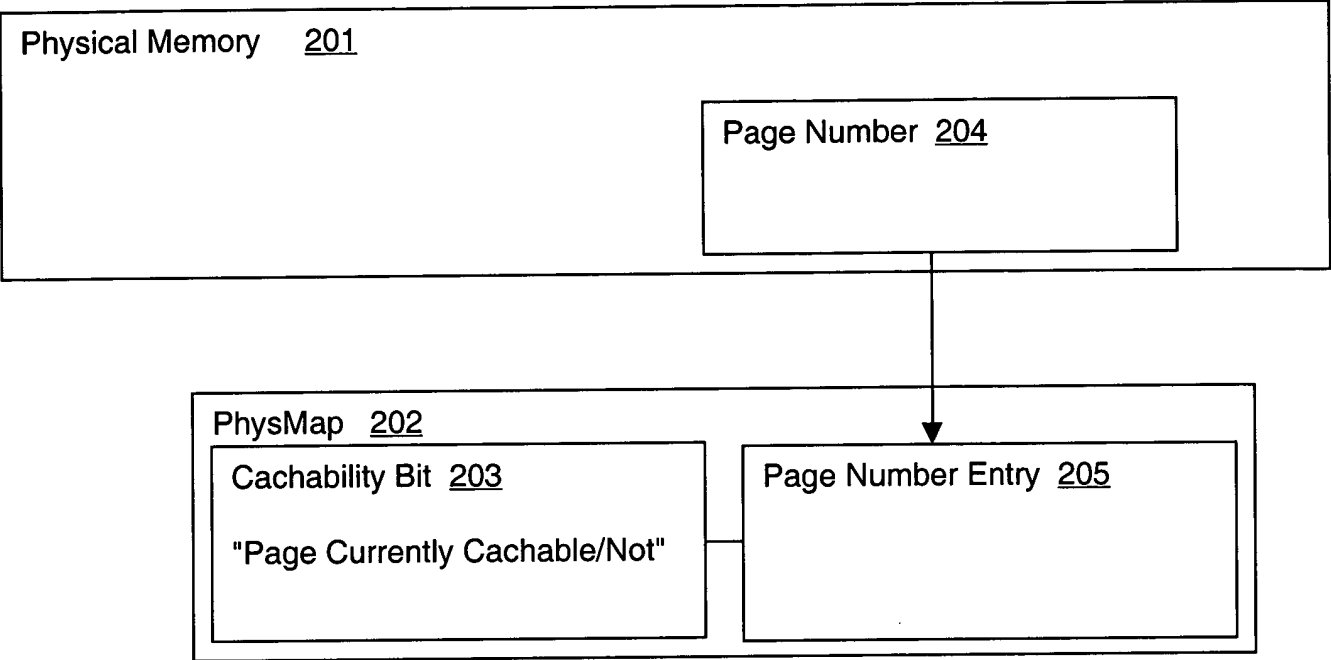 Physical Memory 201
Page Number 204
PhysMap 202
Cachability Bit 203
"Page Currently Cachable/Not"
Page Number Entry 205